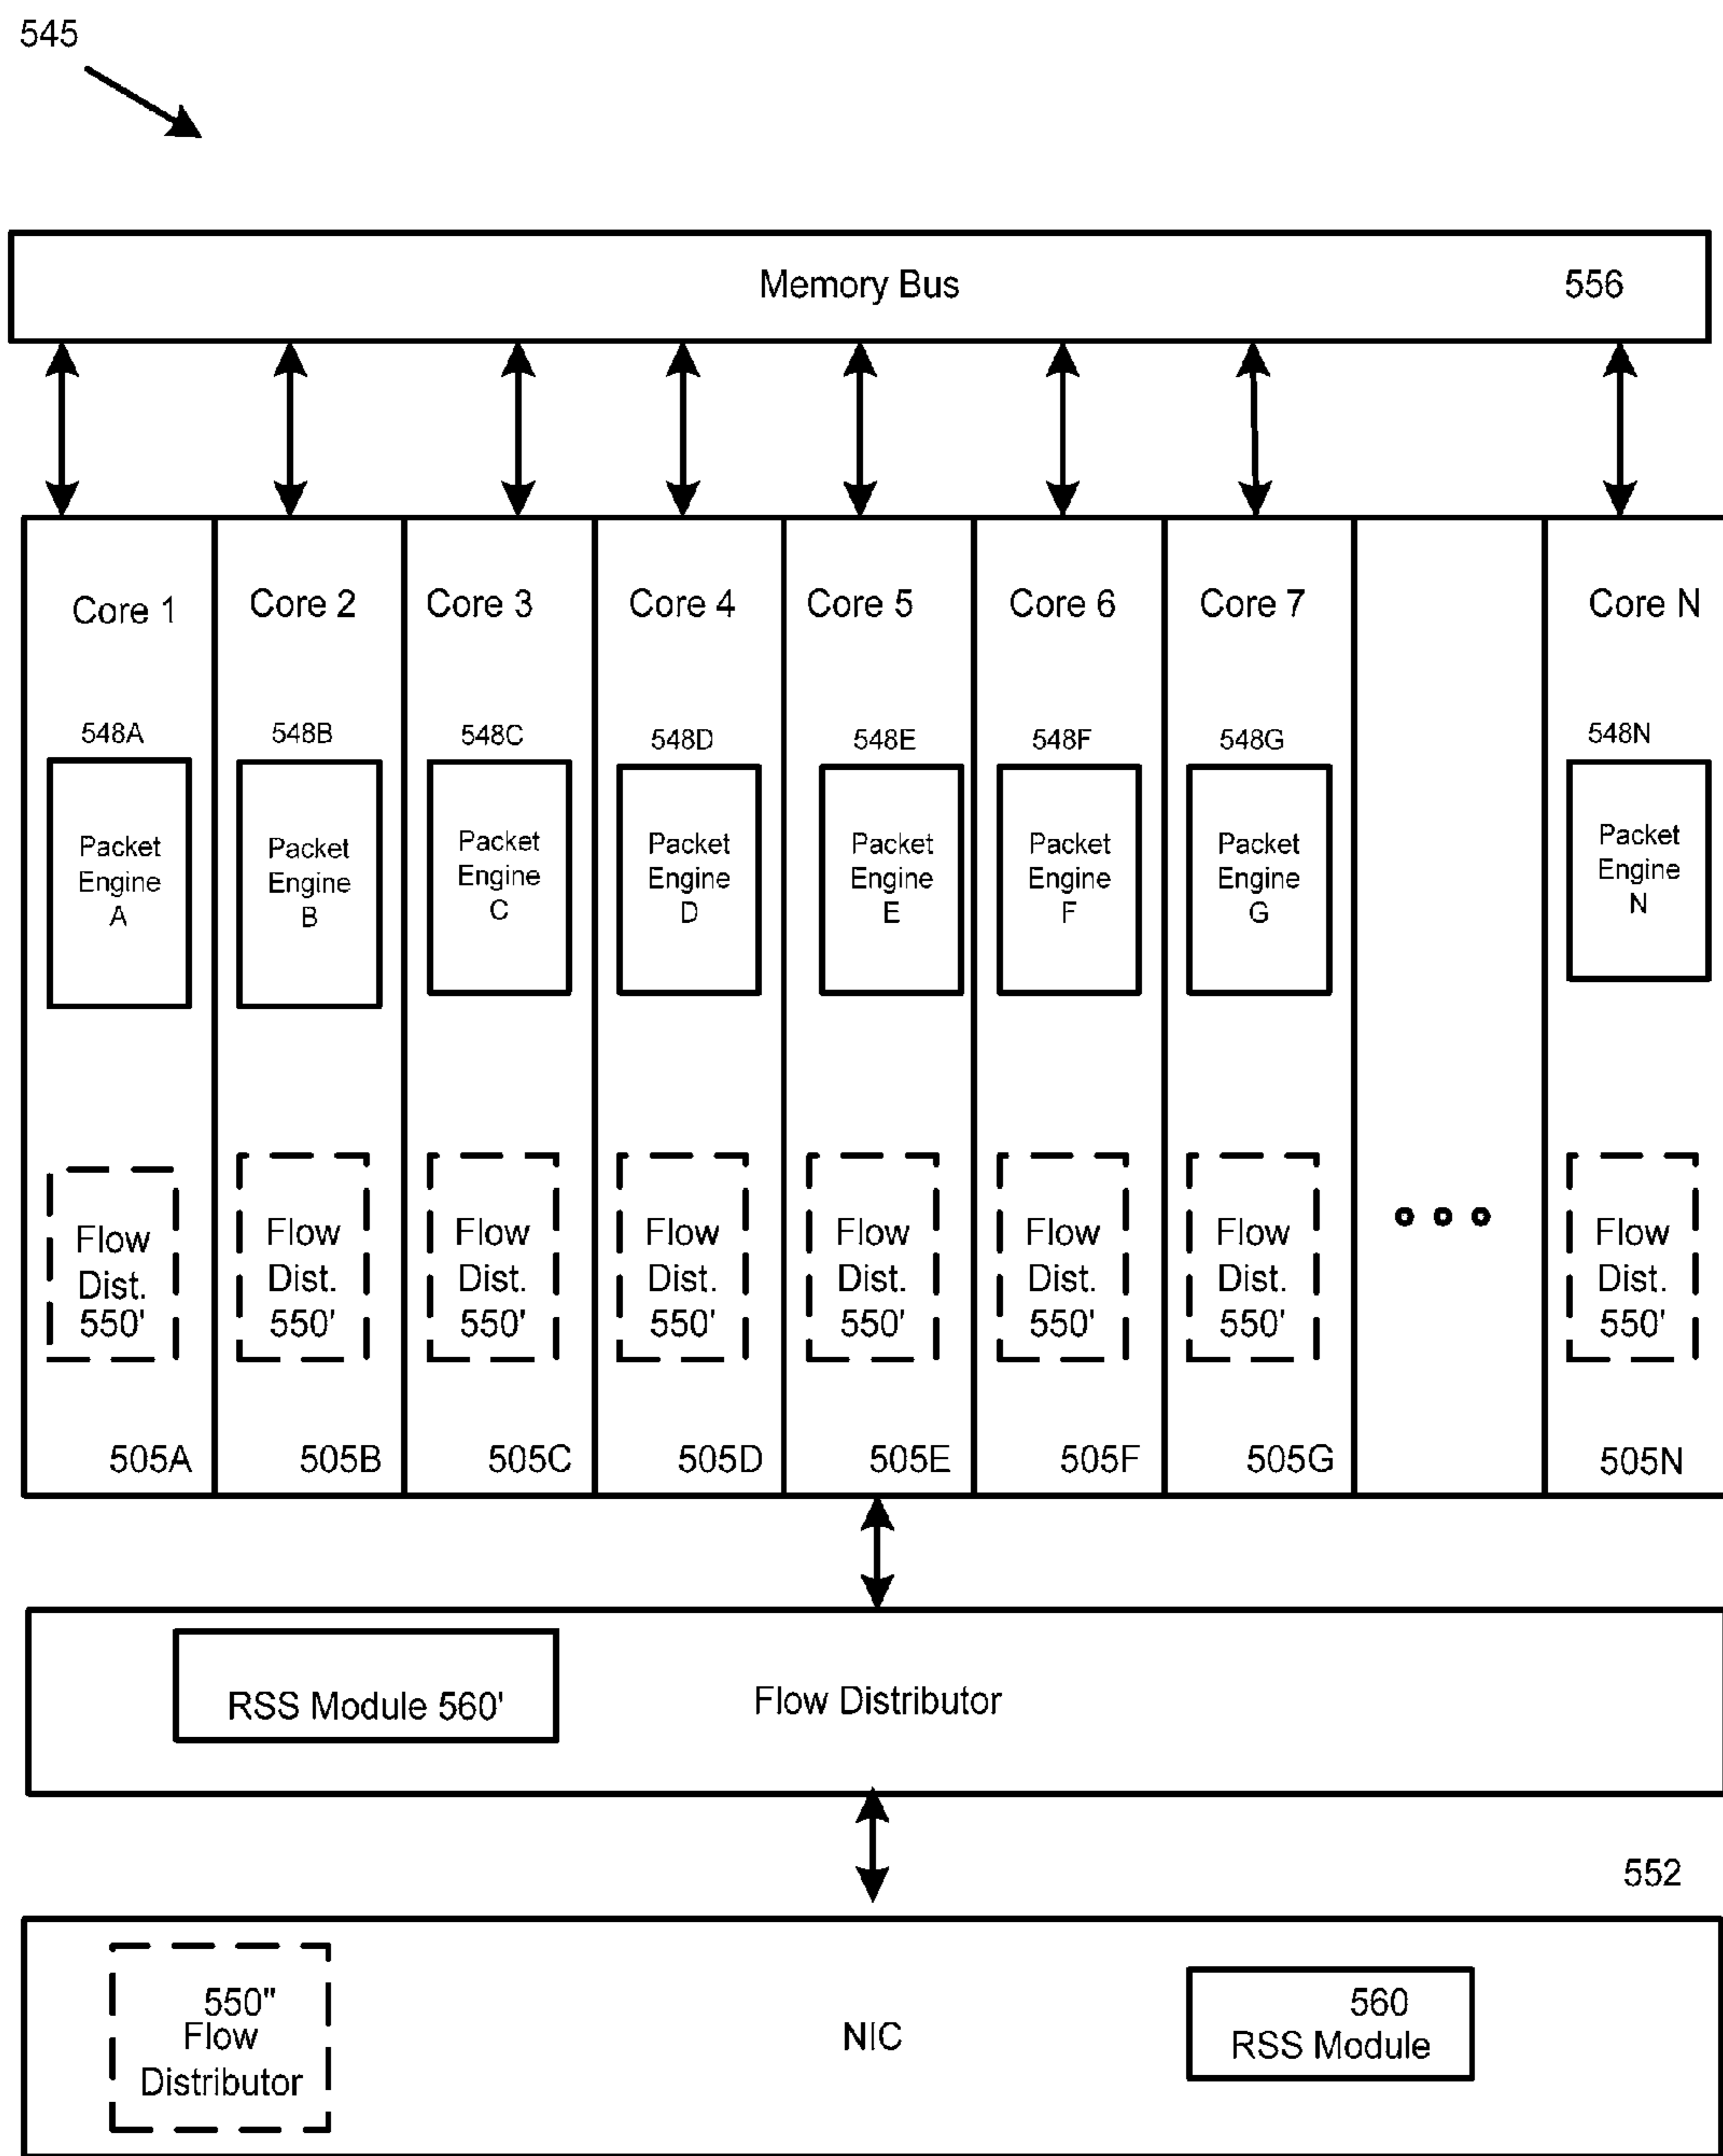 545
Memory Bus 556
Core 1 Core 2 Core 3 Core 4 Core 5 Core 6 Core 7 Core N
548A 548B 548C 548D 548E 548F 548G 548N
Packet
Engine
A
Packet
Engine
B
Packet
Engine
C
Packet
Engine
D
Packet
Engine
E
Packet
Engine
F
Packet
Engine
G
Packet
Engine
N
Flow
Dist.
550'
Flow
Dist.
550'
Flow
Dist.
550'
Flow
Dist.
550'
Flow
Dist.
550'
Flow
Dist.
550'
Flow
Dist.
550'
Flow
Dist.
550'
505A 505B 505C 505D 505E 505F 505G 505N
RSS Module 560' Flow Distributor
552
550"
Flow
Distributor
NIC
560
RSS Module